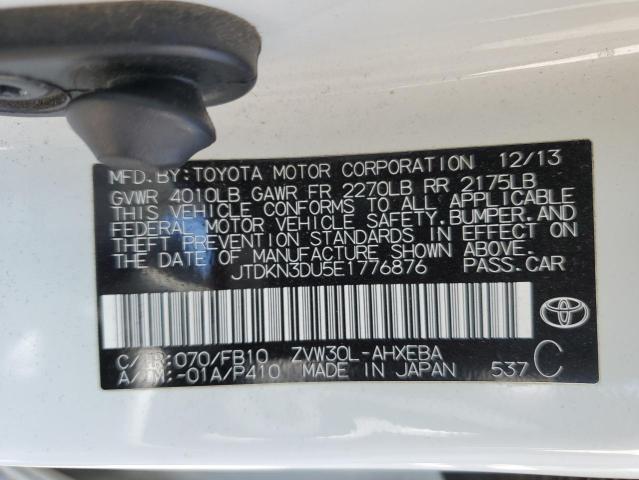 MFD.BY:TOYOTA MOTOR CORPORATION 12/13
GVWR 4010LB GAWR FR 2270LB RR 2175LB
THIS VEHICLE CONFORMS TO ALL APPLICABLE
FEDERAL MOTOR VEHICLE SAFETY,BUMPER,AND
THEFT PREVENTION STANDARDS IN EFFECT ON
THE DATE OF MANUFACTURE SHOWN ABOVE.
JTDKN3DU5E1776876 PASS.CAR
C/TR:070/FB10 ZVW30L-AHXEBA C
A/TM:-01A/P410 MADE IN JAPAN 537